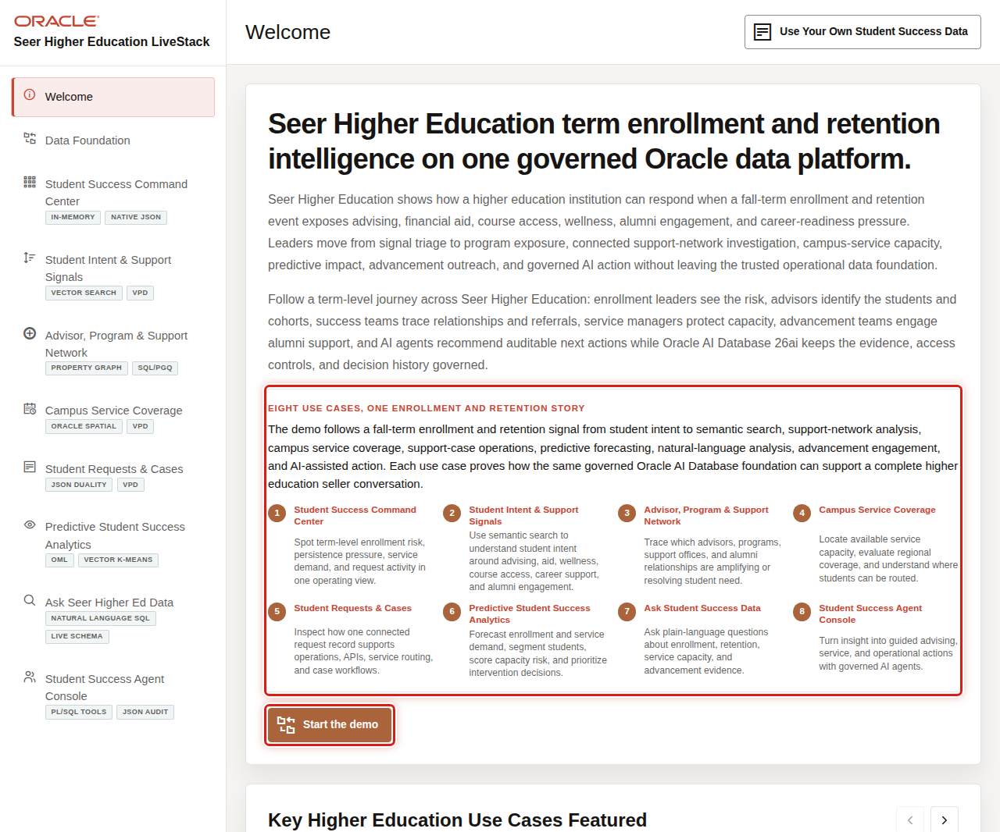 ORACLE
Seer Higher Education LiveStack
Welcome
Data Foundation
Student Success Command
Center
IN-MEMORY NATIVE JSON
Student Intent & Support
Signals
VECTOR SEARCH VPD
Advisor, Program & Support
Network
PROPERTY GRAPH SQL/PGQ
Campus Service Coverage
ORACLE SPATIAL VPD
Student Requests & Cases
JSON DUALITY VPD
Predictive Student Success
Analytics
OML VECTOR K-MEANS
Ask Seer Higher Ed Data
NATURAL LANGUAGE SQL
LIVE SCHEMA
Student Success Agent
Console
PL/SQL TOOLS JSON AUDIT
Welcome
Use Your Own Student Success Data
Seer Higher Education term enrollment and retention
intelligence on one governed Oracle data platform.
Seer Higher Education shows how a higher education institution can respond when a fall-term enrollment and retention
event exposes advising, financial aid, course access, wellness, alumni engagement, and career-readiness pressure.
Leaders move from signal triage to program exposure, connected support-network investigation, campus-service capacity,
predictive impact, advancement outreach, and governed AI action without leaving the trusted operational data foundation.
Follow a term-level journey across Seer Higher Education: enrollment leaders see the risk, advisors identify the students and
cohorts, success teams trace relationships and referrals, service managers protect capacity, advancement teams engage
alumni support, and AI agents recommend auditable next actions while Oracle AI Database 26ai keeps the evidence, access
controls, and decision history governed.
EIGHT USE CASES, ONE ENROLLMENT AND RETENTION STORY
The demo follows a fall-term enrollment and retention signal from student intent to semantic search, support-network analysis,
campus service coverage, support-case operations, predictive forecasting, natural-language analysis, advancement engagement,
and AI-assisted action. Each use case proves how the same governed Oracle AI Database foundation can support a complete higher
education seller conversation.
1 Student Success Command
Center
Spot term-level enrollment risk,
persistence pressure, service
demand, and request activity in
one operating view.
2 Student Intent & Support
Signals
Use semantic search to
understand student intent
around advising, aid, wellness,
course access, career support,
and alumni engagement.
3 Advisor, Program & Support
Network
Trace which advisors, programs,
support offices, and alumni
relationships are amplifying or
resolving student need.
4 Campus Service Coverage
Locate available service
capacity, evaluate regional
coverage, and understand where
students can be routed.
5 Student Requests & Cases
Inspect how one connected
request record supports
operations, APIs, service routing,
and case workflows.
6 Predictive Student Success
Analytics
Forecast enrollment and service
demand, segment students,
score capacity risk, and prioritize
intervention decisions.
7 Ask Student Success Data
Ask plain-language questions
about enrollment, retention,
service capacity, and
advancement evidence.
8 Student Success Agent
Console
Turn insight into guided advising,
service, and operational actions
with governed AI agents.
Start the demo
Key Higher Education Use Cases Featured